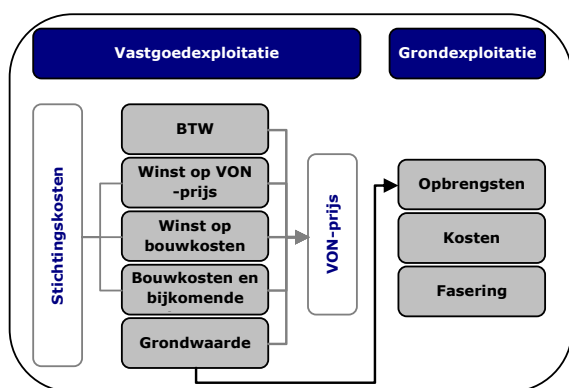 Vastgoedexploitatie
Grondexploitatie
Stichtingskosten
BTW
Winst op VON
-prijs
Winst op
bouwkosten
Bouwkosten en
bijkomende
Grondwaarde
VON-prijs
Opbrengsten
Kosten
Fasering